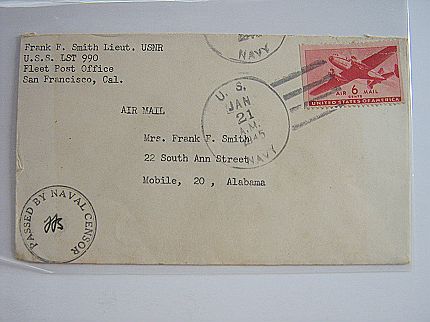 Frank F. Smith Lieut. USNR
U.S.S. LST 990
Fleet Post Office
San Francisco, Cal.
NAVY
AIR 6 MAIL
CENTS
UNITED STATES OF AMERICA
AIR MAIL
U. S.
JAN
21
A.M.
1945
NAVY
Mrs. Frank F. Smith
22 South Ann Street
Mobile, 20 , Alabama
PASSED BY NAVAL CENSOR